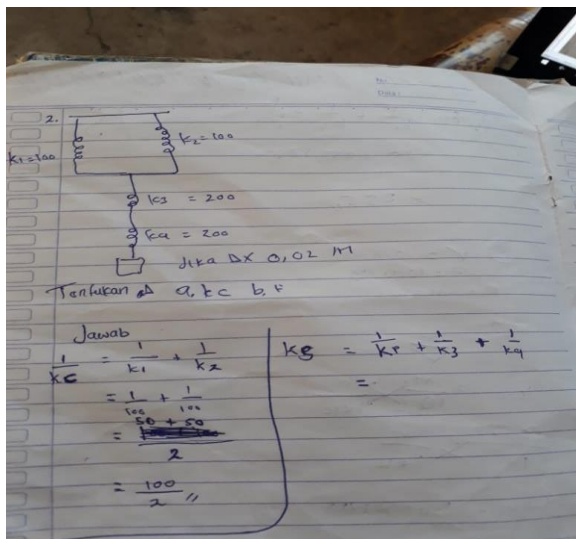 No:
Date:
2.
K1=100
K2=100
K3 = 200
K4 = 200
Jika ΔX 0,02 M
Tentukan a, kc b, F
Jawab
1/KC = 1/K1 + 1/K2
= 1/100 + 1/100
= 50 + 50 / 2
= 100/2 //
KS = 1/KP + 1/K3 + 1/K4
=